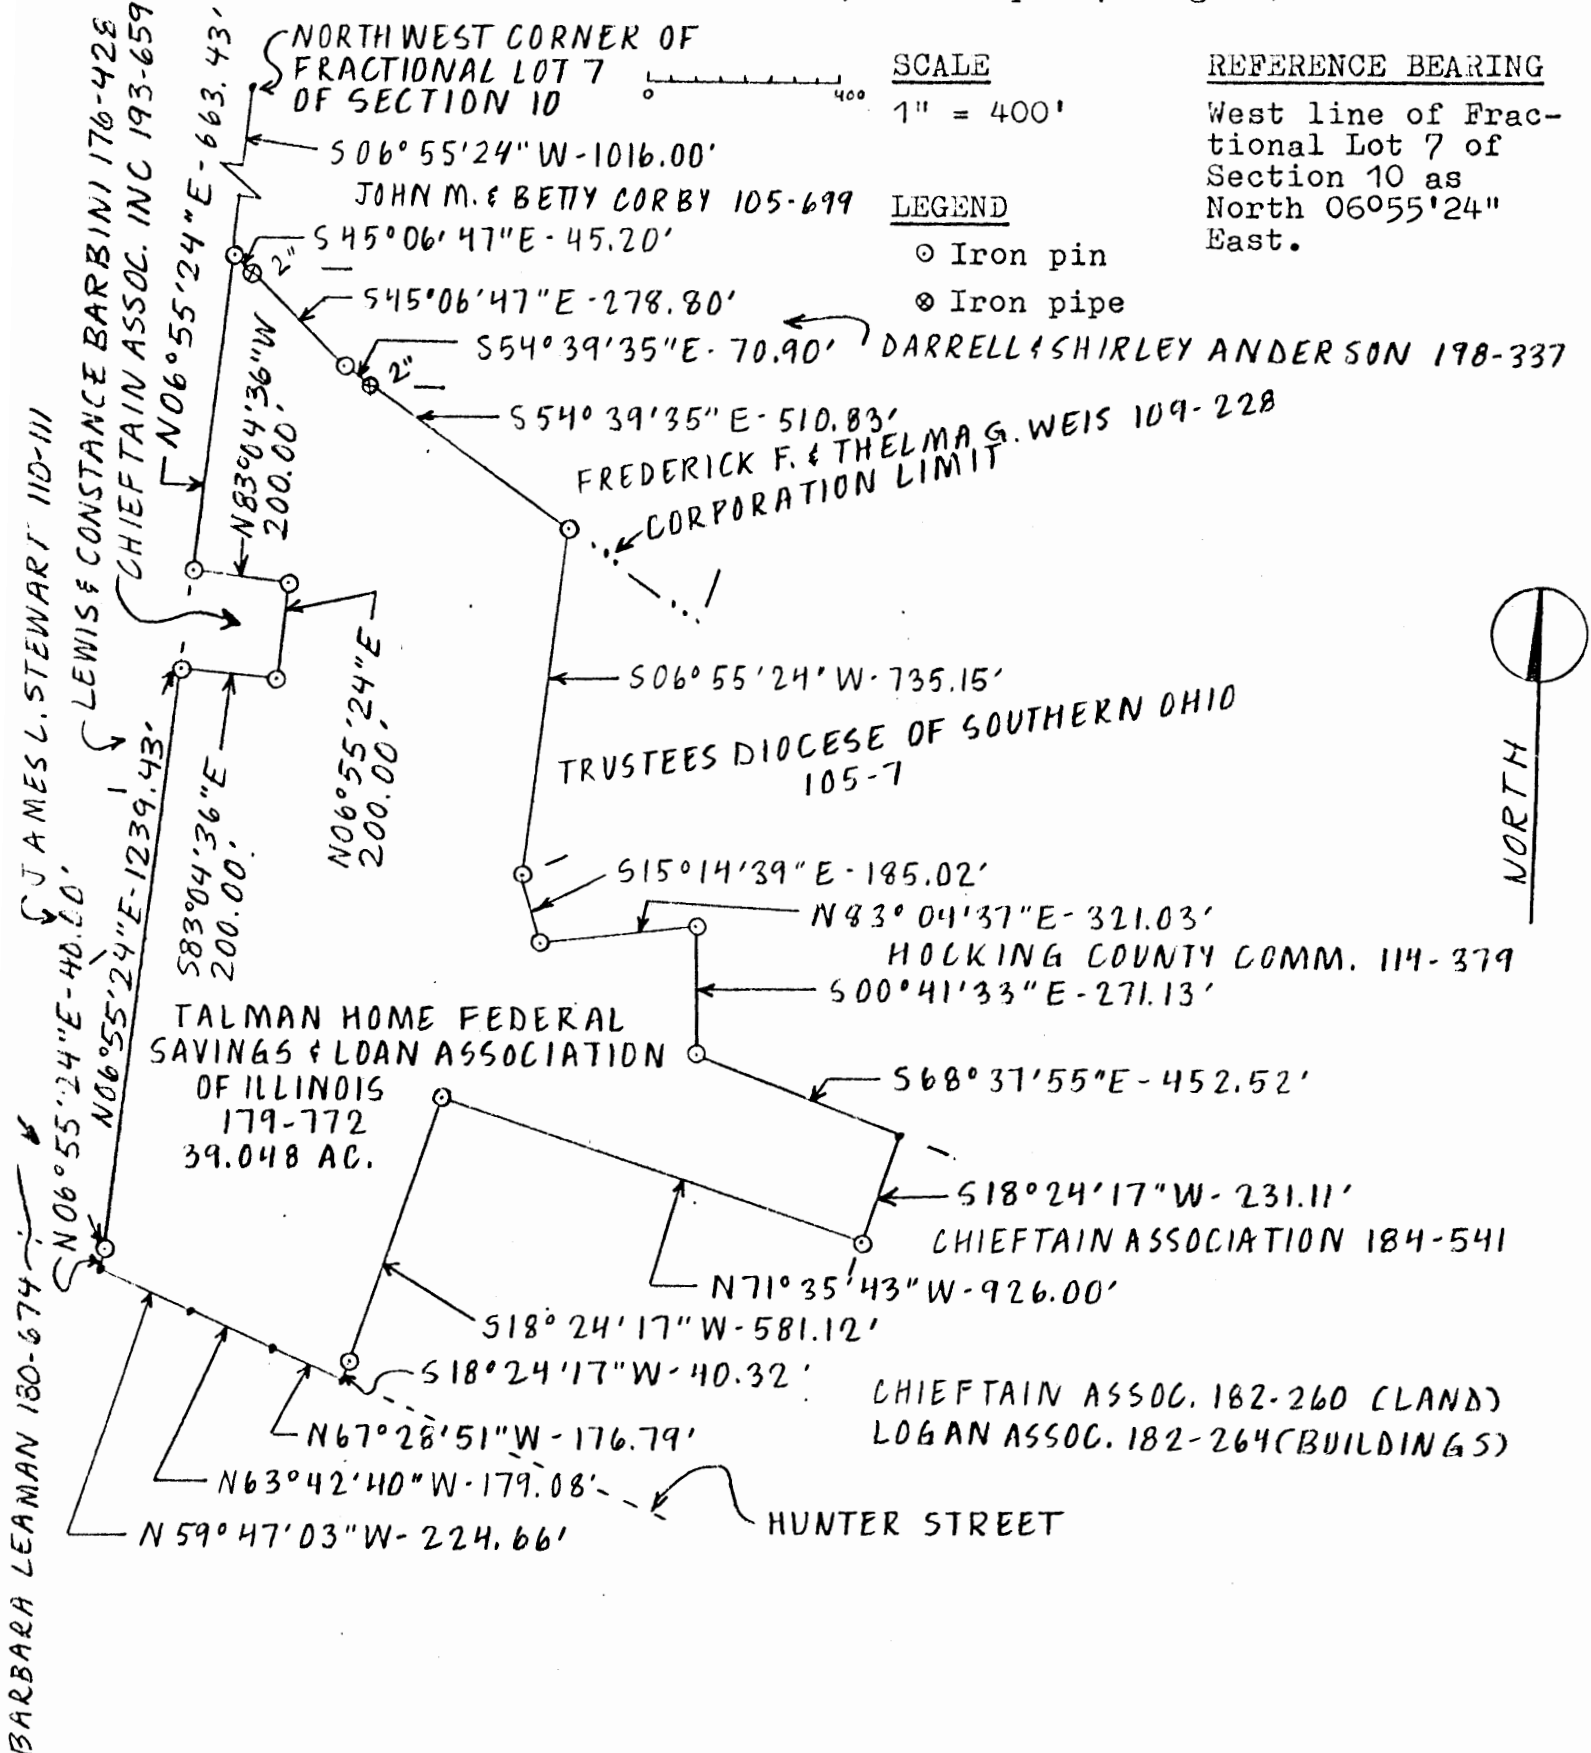 NORTHWEST CORNER OF
FRACTIONAL LOT 7
OF SECTION 10
0 400
SCALE
1" = 400'
REFERENCE BEARING
West line of Frac-
tional Lot 7 of
Section 10 as
North 06°55'24"
East.
LEGEND
⊙ Iron pin
⊗ Iron pipe
S06°55'24"W-1016.00'
JOHN M. & BETTY CORBY 105-699
S45°06'47"E-45.20'
2"
S45°06'47"E-278.80'
S54°39'35"E-70.90'
DARRELL & SHIRLEY ANDERSON 198-337
2"
S54°39'35"E-510.83'
FREDERICK F. & THELMA G. WEIS 109-228
CORPORATION LIMIT
LEWIS & CONSTANCE BARBINI 176-428
CHIEFTAIN ASSOC. INC 193-659
N06°55'24"E-663.43'
N83°04'36"W
200.00'
JAMES L. STEWART 110-111
N06°55'24"E
200.00'
S06°55'24"W-735.15'
TRUSTEES DIOCESE OF SOUTHERN OHIO
105-7
NORTH
S83°04'36"E
200.00'
N06°55'24"E-1239.43'
N06°55'24"E-40.00'
S15°14'39"E-185.02'
N83°04'37"E-321.03'
HOCKING COUNTY COMM. 114-379
S00°41'33"E-271.13'
TALMAN HOME FEDERAL
SAVINGS & LOAN ASSOCIATION
OF ILLINOIS
179-772
39.048 AC.
S68°37'55"E-452.52'
S18°24'17"W-231.11'
CHIEFTAIN ASSOCIATION 184-541
N71°35'43"W-926.00'
S18°24'17"W-581.12'
S18°24'17"W-40.32'
CHIEFTAIN ASSOC. 182-260 (LAND)
LOGAN ASSOC. 182-264 (BUILDINGS)
N67°28'51"W-176.79'
N63°42'40"W-179.08'
N59°47'03"W-224.66'
HUNTER STREET
BARBARA LEAMAN 130-674